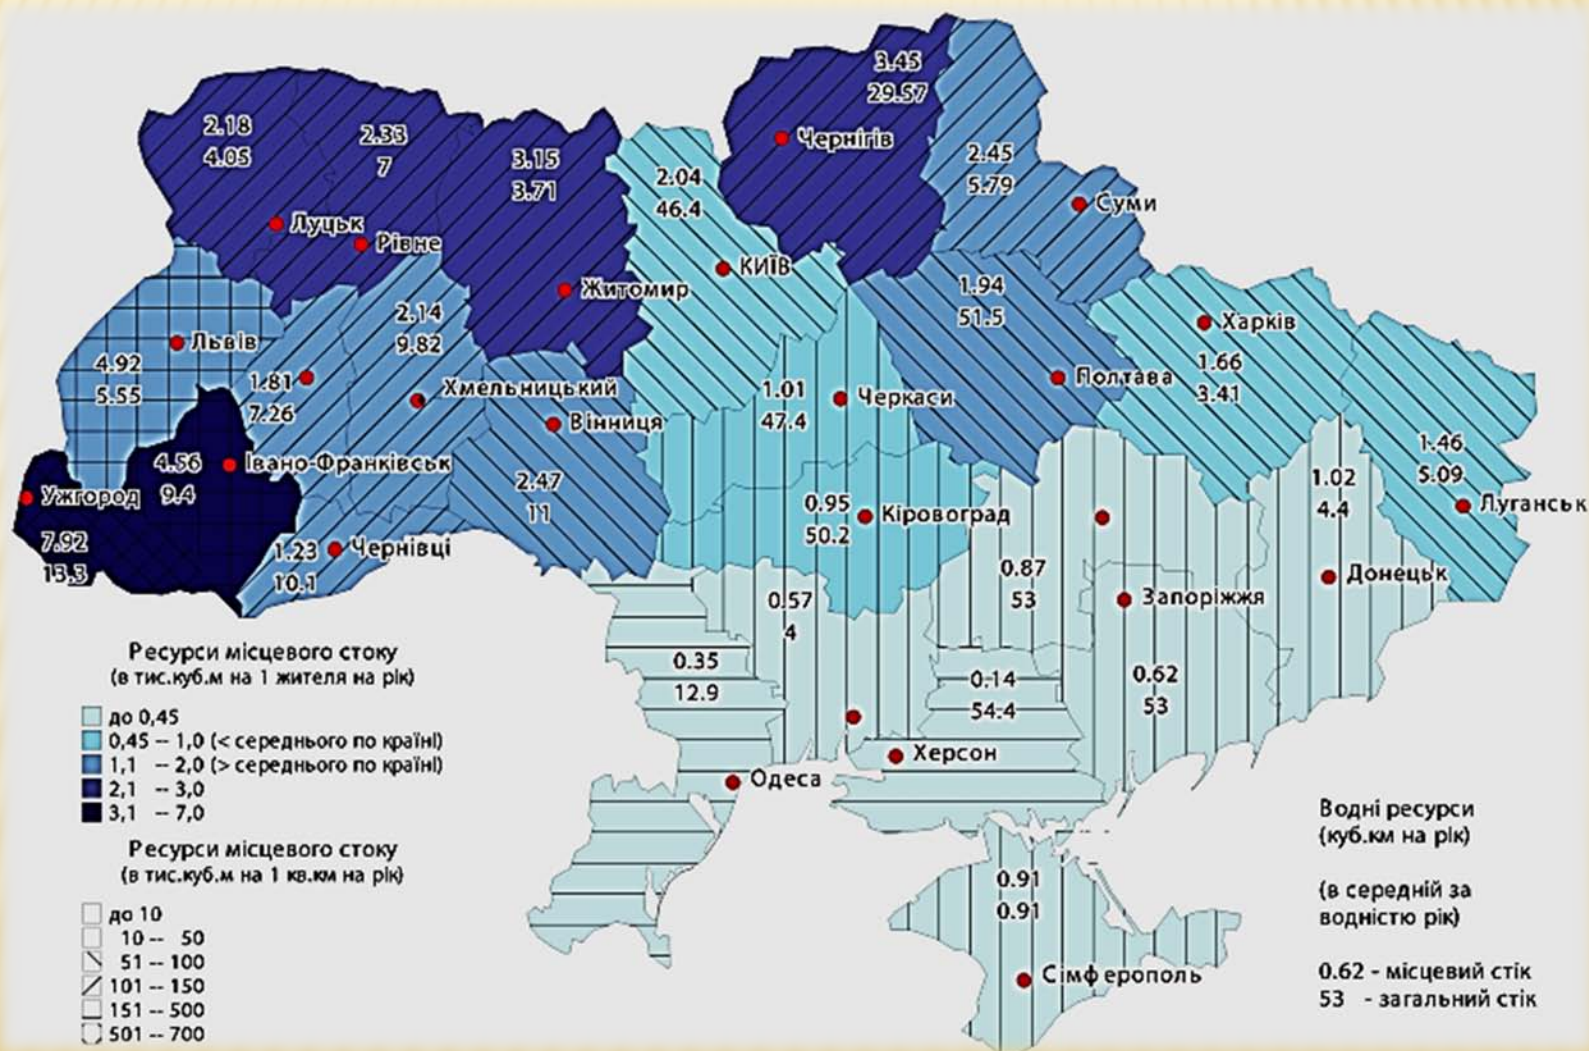 3.45
29.57
Чернігів
2.18
4.05
2.33
7
3.15
3.71
2.04
46.4
2.45
5.79
Суми
Луцьк
Рівне
Житомир
КИЇВ
1.94
51.5
Харків
1.66
3.41
Львів
4.92
5.55
2.14
9.82
1.81
7.26
Хмельницький
Вінниця
1.01
47.4
Черкаси
Полтава
1.46
5.09
Луганськ
4.56
9.4
Івано-Франківськ
Ужгород
7.92
13.3
2.47
11
0.95
50.2
Кіровоград
1.02
4.4
Донецьк
1.23
10.1
Чернівці
0.87
53
Запоріжжя
0.57
4
0.35
12.9
0.14
54.4
0.62
53
Херсон
Одеса
0.91
0.91
Сімферополь
Ресурси місцевого стоку
(в тис.куб.м на 1 жителя на рік)
до 0,45
0,45 -- 1,0 (< середнього по країні)
1,1 -- 2,0 (> середнього по країні)
2,1 -- 3,0
3,1 -- 7,0
Ресурси місцевого стоку
(в тис.куб.м на 1 кв.км на рік)
до 10
10 -- 50
51 -- 100
101 -- 150
151 -- 500
501 -- 700
Водні ресурси
(куб.км на рік)
(в середній за
водністю рік)
0.62 - місцевий стік
53 - загальний стік